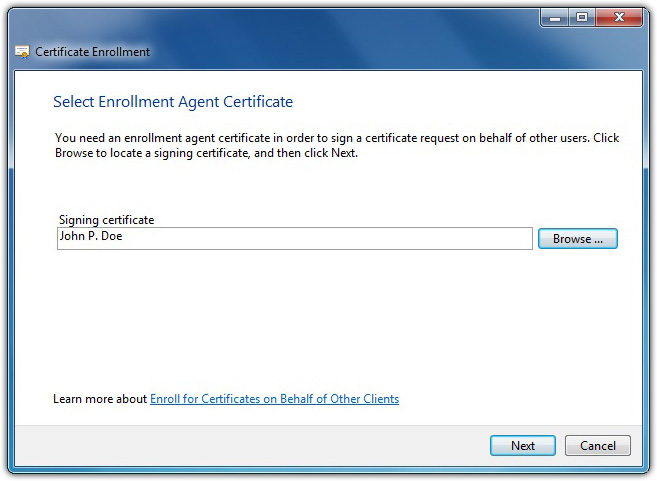 Certificate Enrollment
Select Enrollment Agent Certificate
You need an enrollment agent certificate in order to sign a certificate request on behalf of other users. Click
Browse to locate a signing certificate, and then click Next.
Signing certificate
John P. Doe
Browse ...
Learn more about Enroll for Certificates on Behalf of Other Clients
Next
Cancel